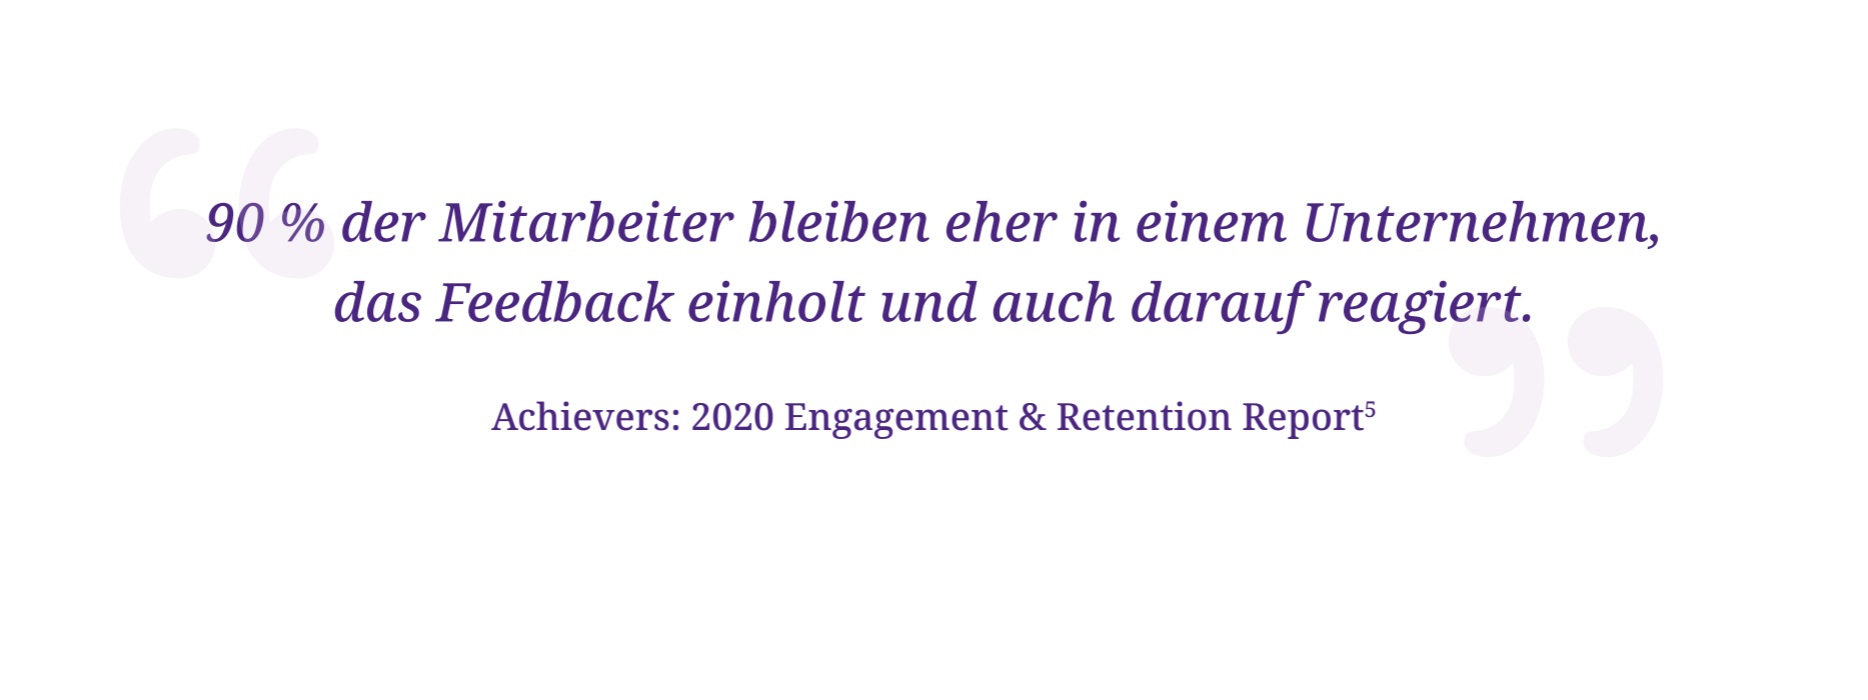 90 % der Mitarbeiter bleiben eher in einem Unternehmen,
das Feedback einholt und auch darauf reagiert.
Achievers: 2020 Engagement & Retention Report⁵